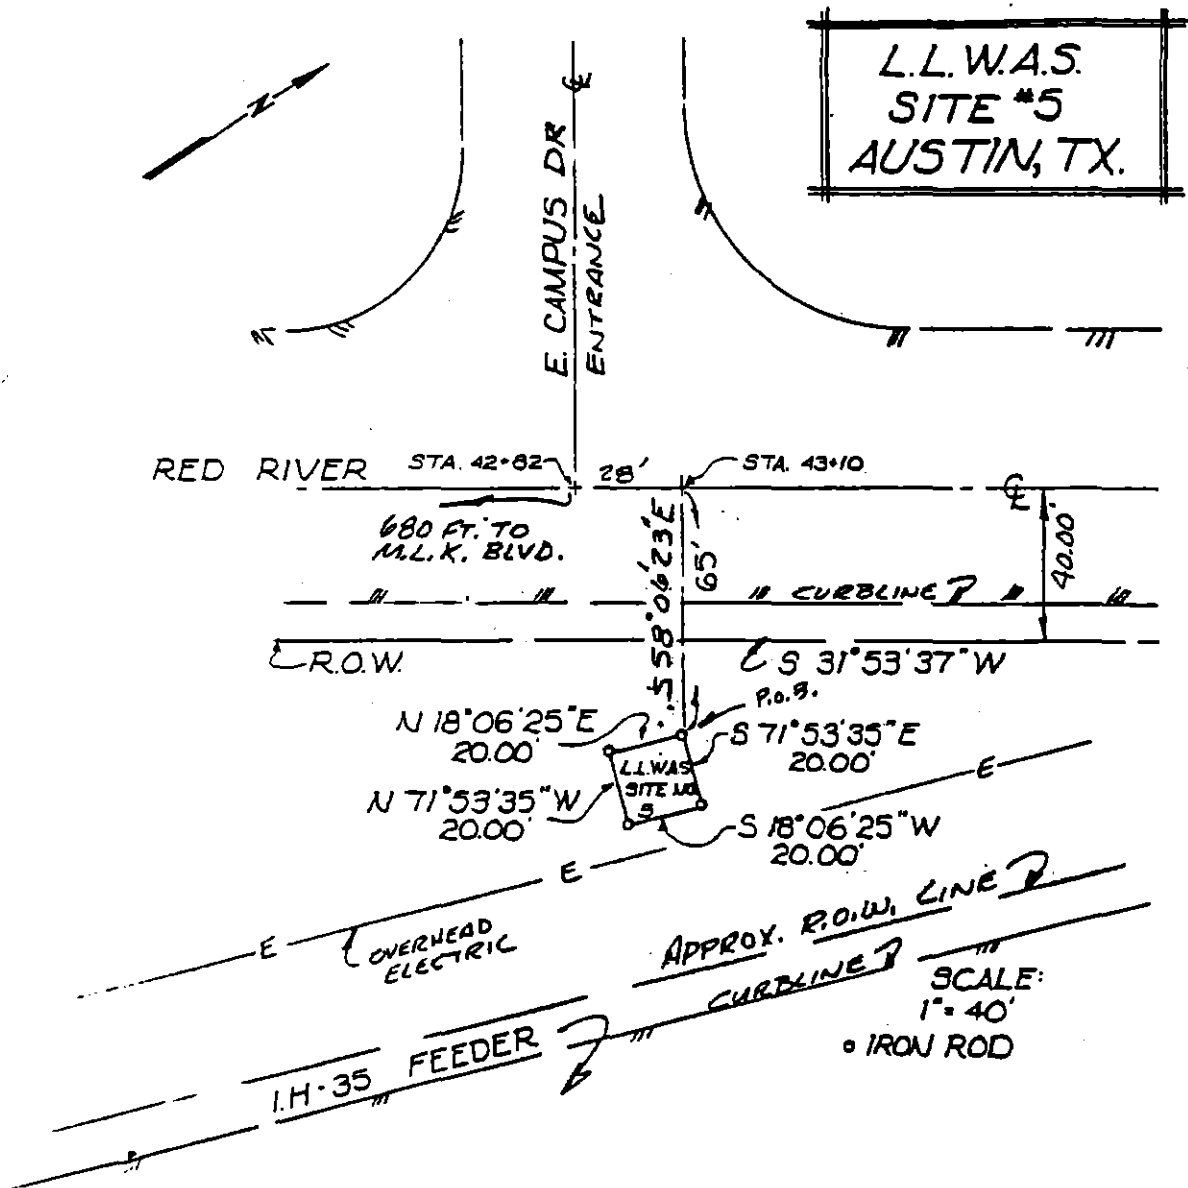 L.L.W.A.S.
SITE #5
AUSTIN, TX.
N
E. CAMPUS DR ℄
ENTRANCE
RED RIVER
STA. 42+82
28'
STA. 43+10
℄
680 FT. TO
M.L.K. BLVD.
S 58°06'23"E
65'
40.00'
CURBLINE
R.O.W.
S 31°53'37"W
P.O.B.
N 18°06'25"E
20.00'
S 71°53'35"E
20.00'
L.L.WAS
SITE NO
5
N 71°53'35"W
20.00'
S 18°06'25"W
20.00'
E
E
E
OVERHEAD
ELECTRIC
APPROX. R.O.W. LINE
CURBLINE
I.H-35 FEEDER
SCALE:
1"= 40'
o IRON ROD